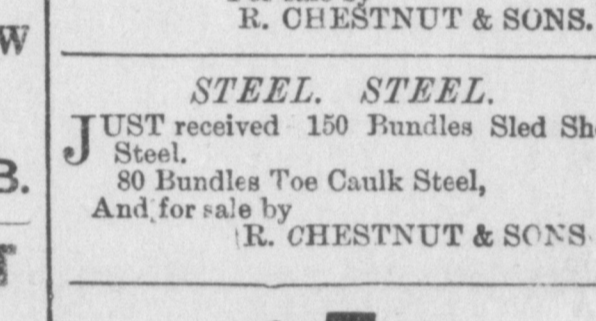 R. CHESTNUT & SONS.
W
STEEL. STEEL.
JUST received 150 Bundles Sled Sh
Steel.
B.
80 Bundles Toe Caulk Steel,
And for sale by
R. CHESTNUT & SONS